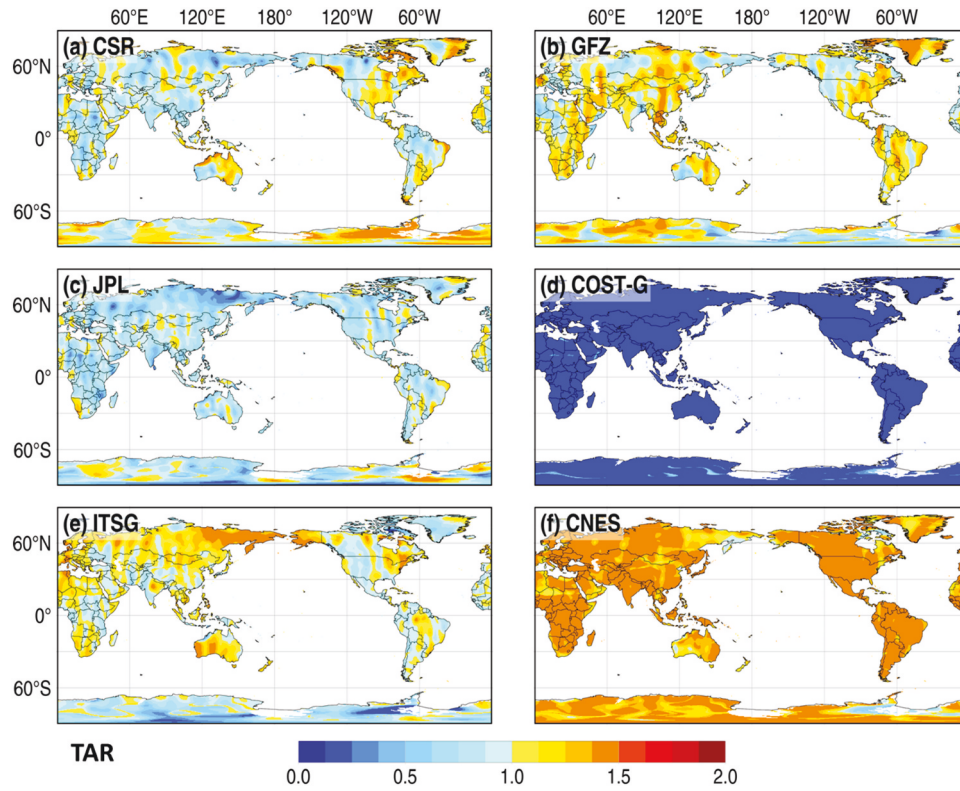 60°E 120°E 180° 120°W 60°W 60°E 120°E 180° 120°W 60°W
(a) CSR (b) GFZ
60°N
0°
60°S
(c) JPL (d) COST-G
60°N
0°
60°S
(e) ITSG (f) CNES
60°N
0°
60°S
TAR
0.0 0.5 1.0 1.5 2.0